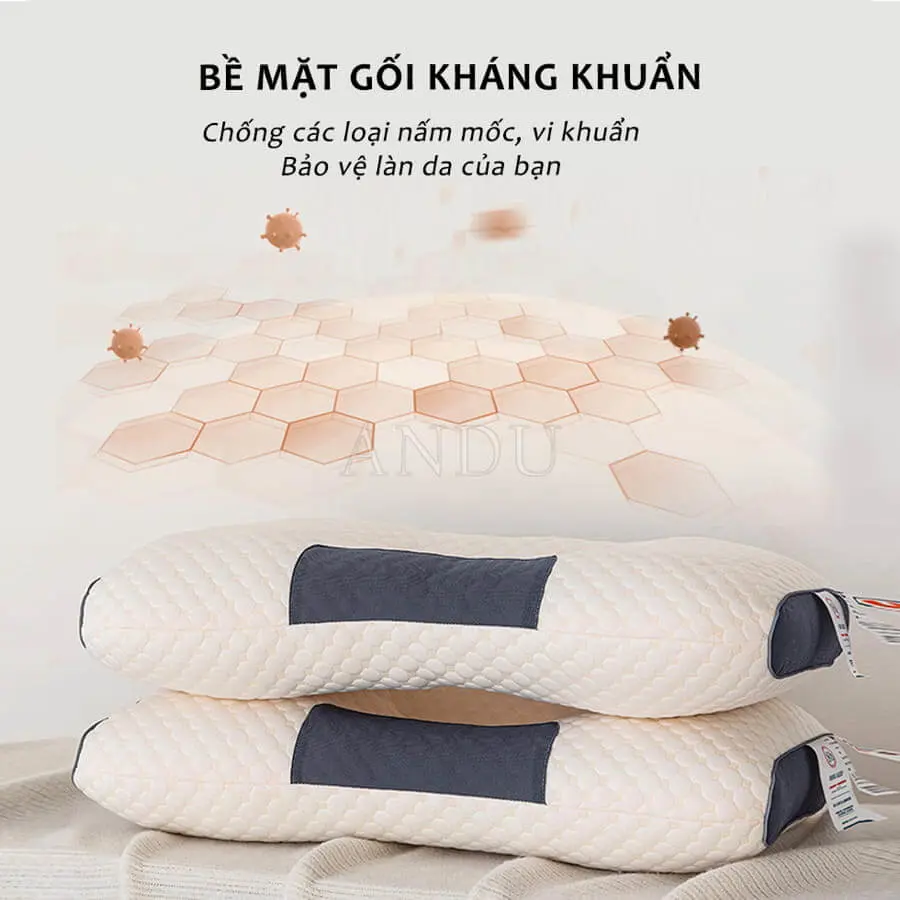 BỀ MẶT GỐI KHÁNG KHUẨN
Chống các loại nấm mốc, vi khuẩn
Bảo vệ làn da của bạn
ANDU